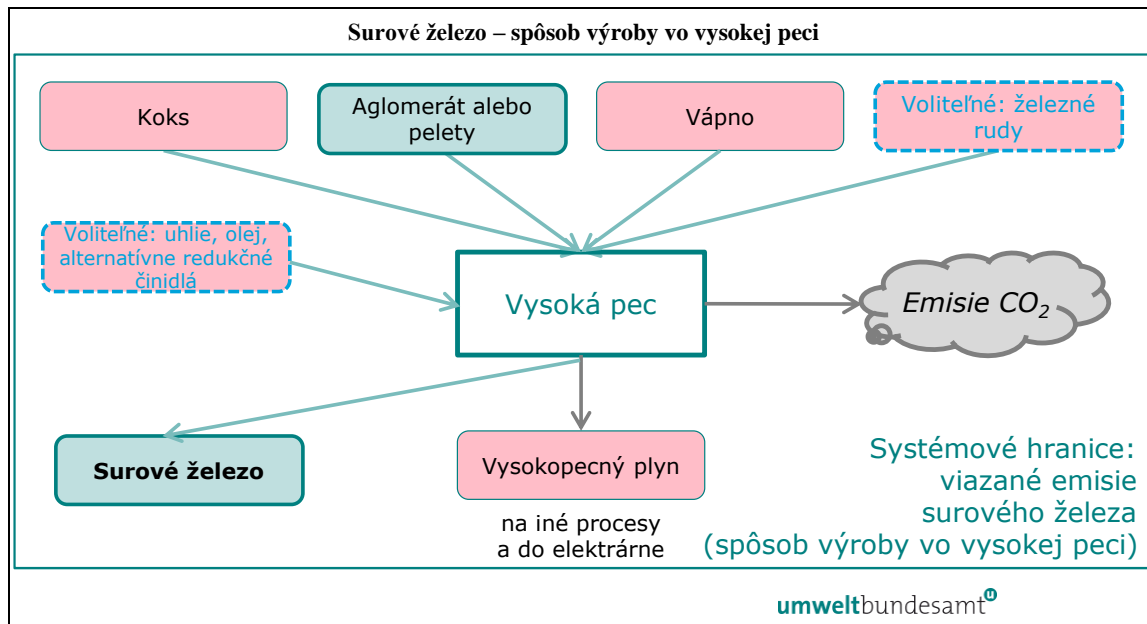 Surové železo – spôsob výroby vo vysokej peci
Koks
Aglomerát alebo
pelety
Vápno
Voliteľné: železné
rudy
Voliteľné: uhlie, olej,
alternatívne redukčné
činidlá
Vysoká pec
Emisie CO₂
Surové železo
Vysokopecný plyn
na iné procesy
a do elektrárne
Systémové hranice:
viazané emisie
surového železa
(spôsob výroby vo vysokej peci)
umweltbundesamt
u